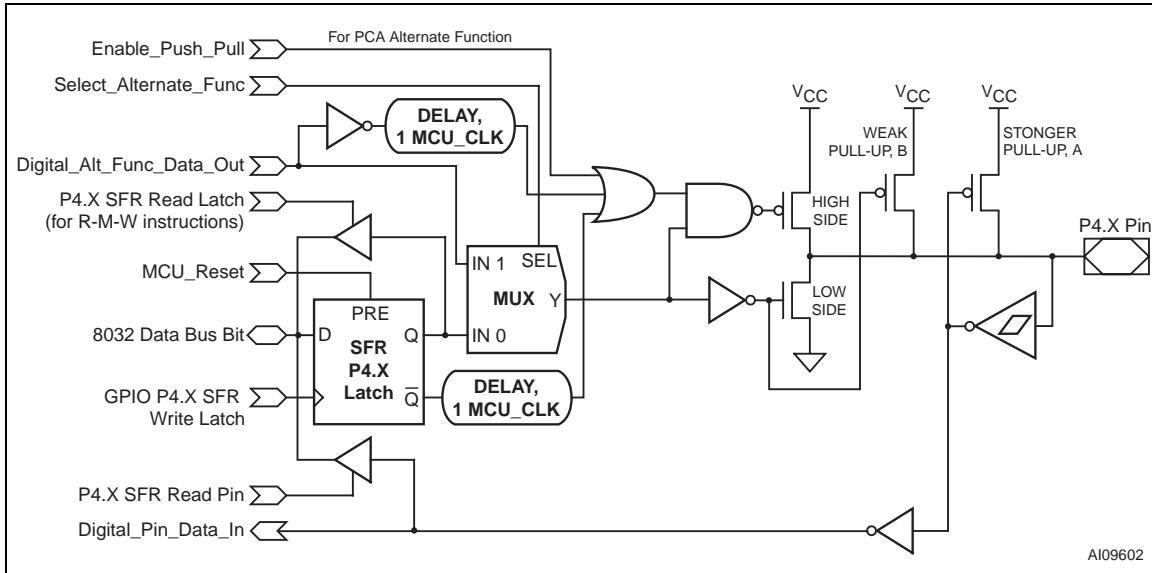 Enable_Push_Pull
For PCA Alternate Function
Select_Alternate_Func
DELAY,
1 MCU_CLK
Digital_Alt_Func_Data_Out
P4.X SFR Read Latch
(for R-M-W instructions)
MCU_Reset
8032 Data Bus Bit
GPIO P4.X SFR
Write Latch
P4.X SFR Read Pin
Digital_Pin_Data_In
PRE
D
Q
SFR
P4.X
Latch
Q
DELAY,
1 MCU_CLK
IN 1
SEL
MUX
Y
IN 0
VCC
HIGH
SIDE
LOW
SIDE
VCC
WEAK
PULL-UP, B
VCC
STONGER
PULL-UP, A
P4.X Pin
AI09602